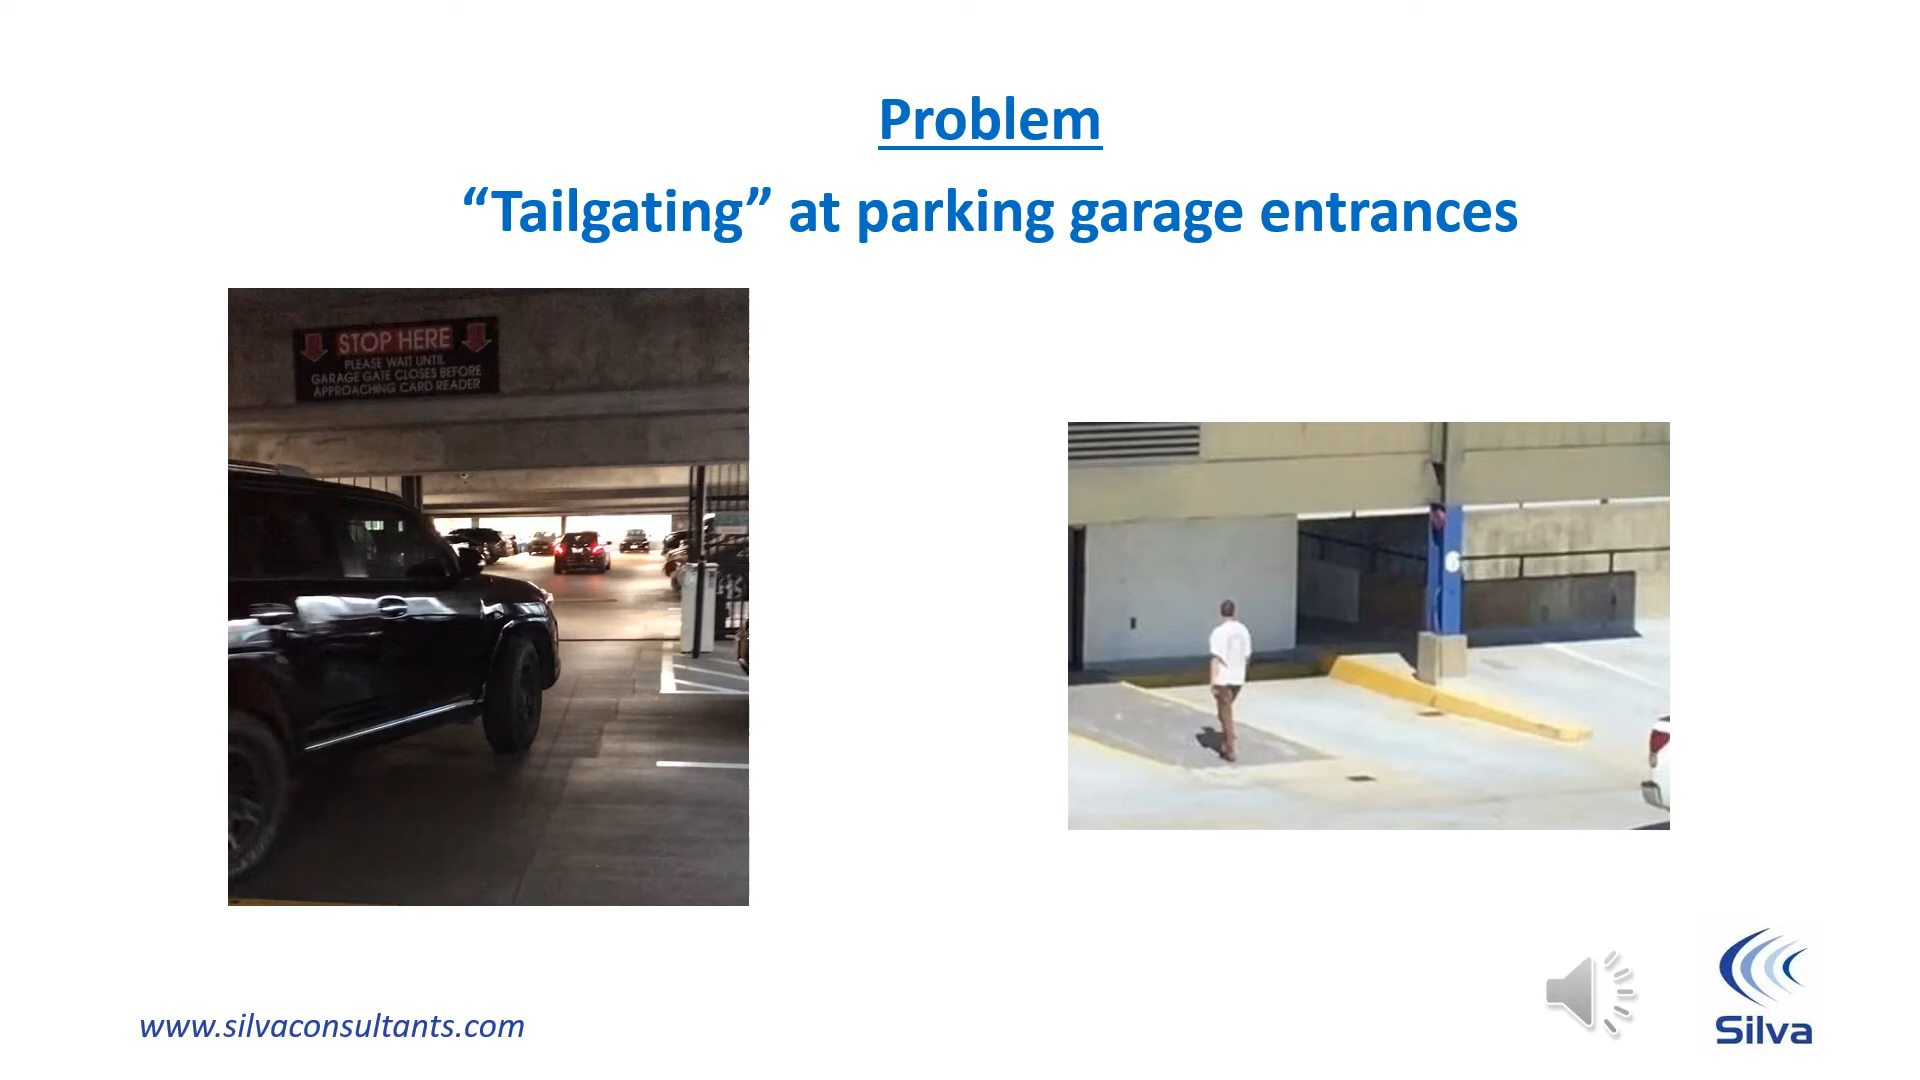 Problem
“Tailgating” at parking garage entrances
STOP HERE
PLEASE WAIT UNTIL
GARAGE GATE CLOSES BEFORE
APPROACHING CARD READER
6
www.silvaconsultants.com
Silva